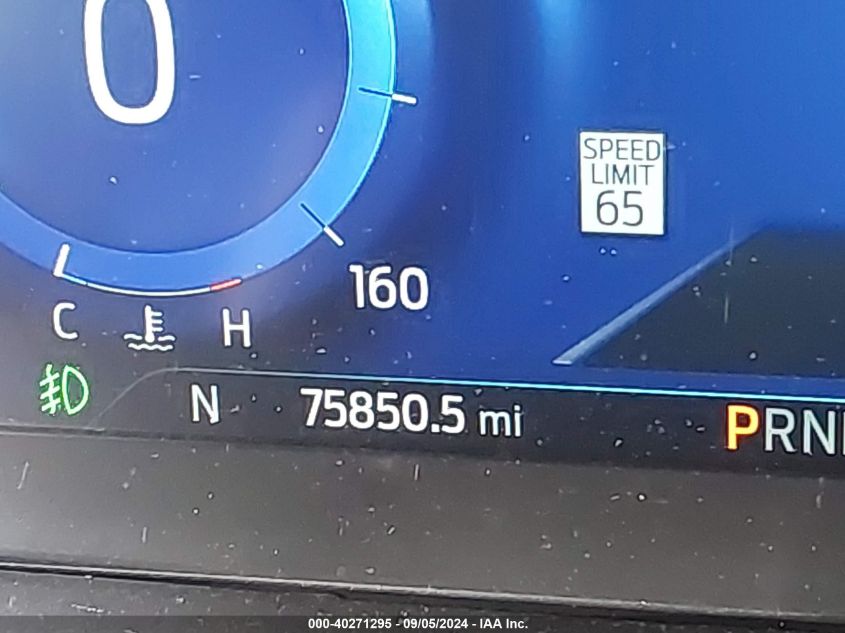 0
SPEED
LIMIT
65
160
C H
N 75850.5 mi PRN
000-40271295 - 09/05/2024 - IAA Inc.